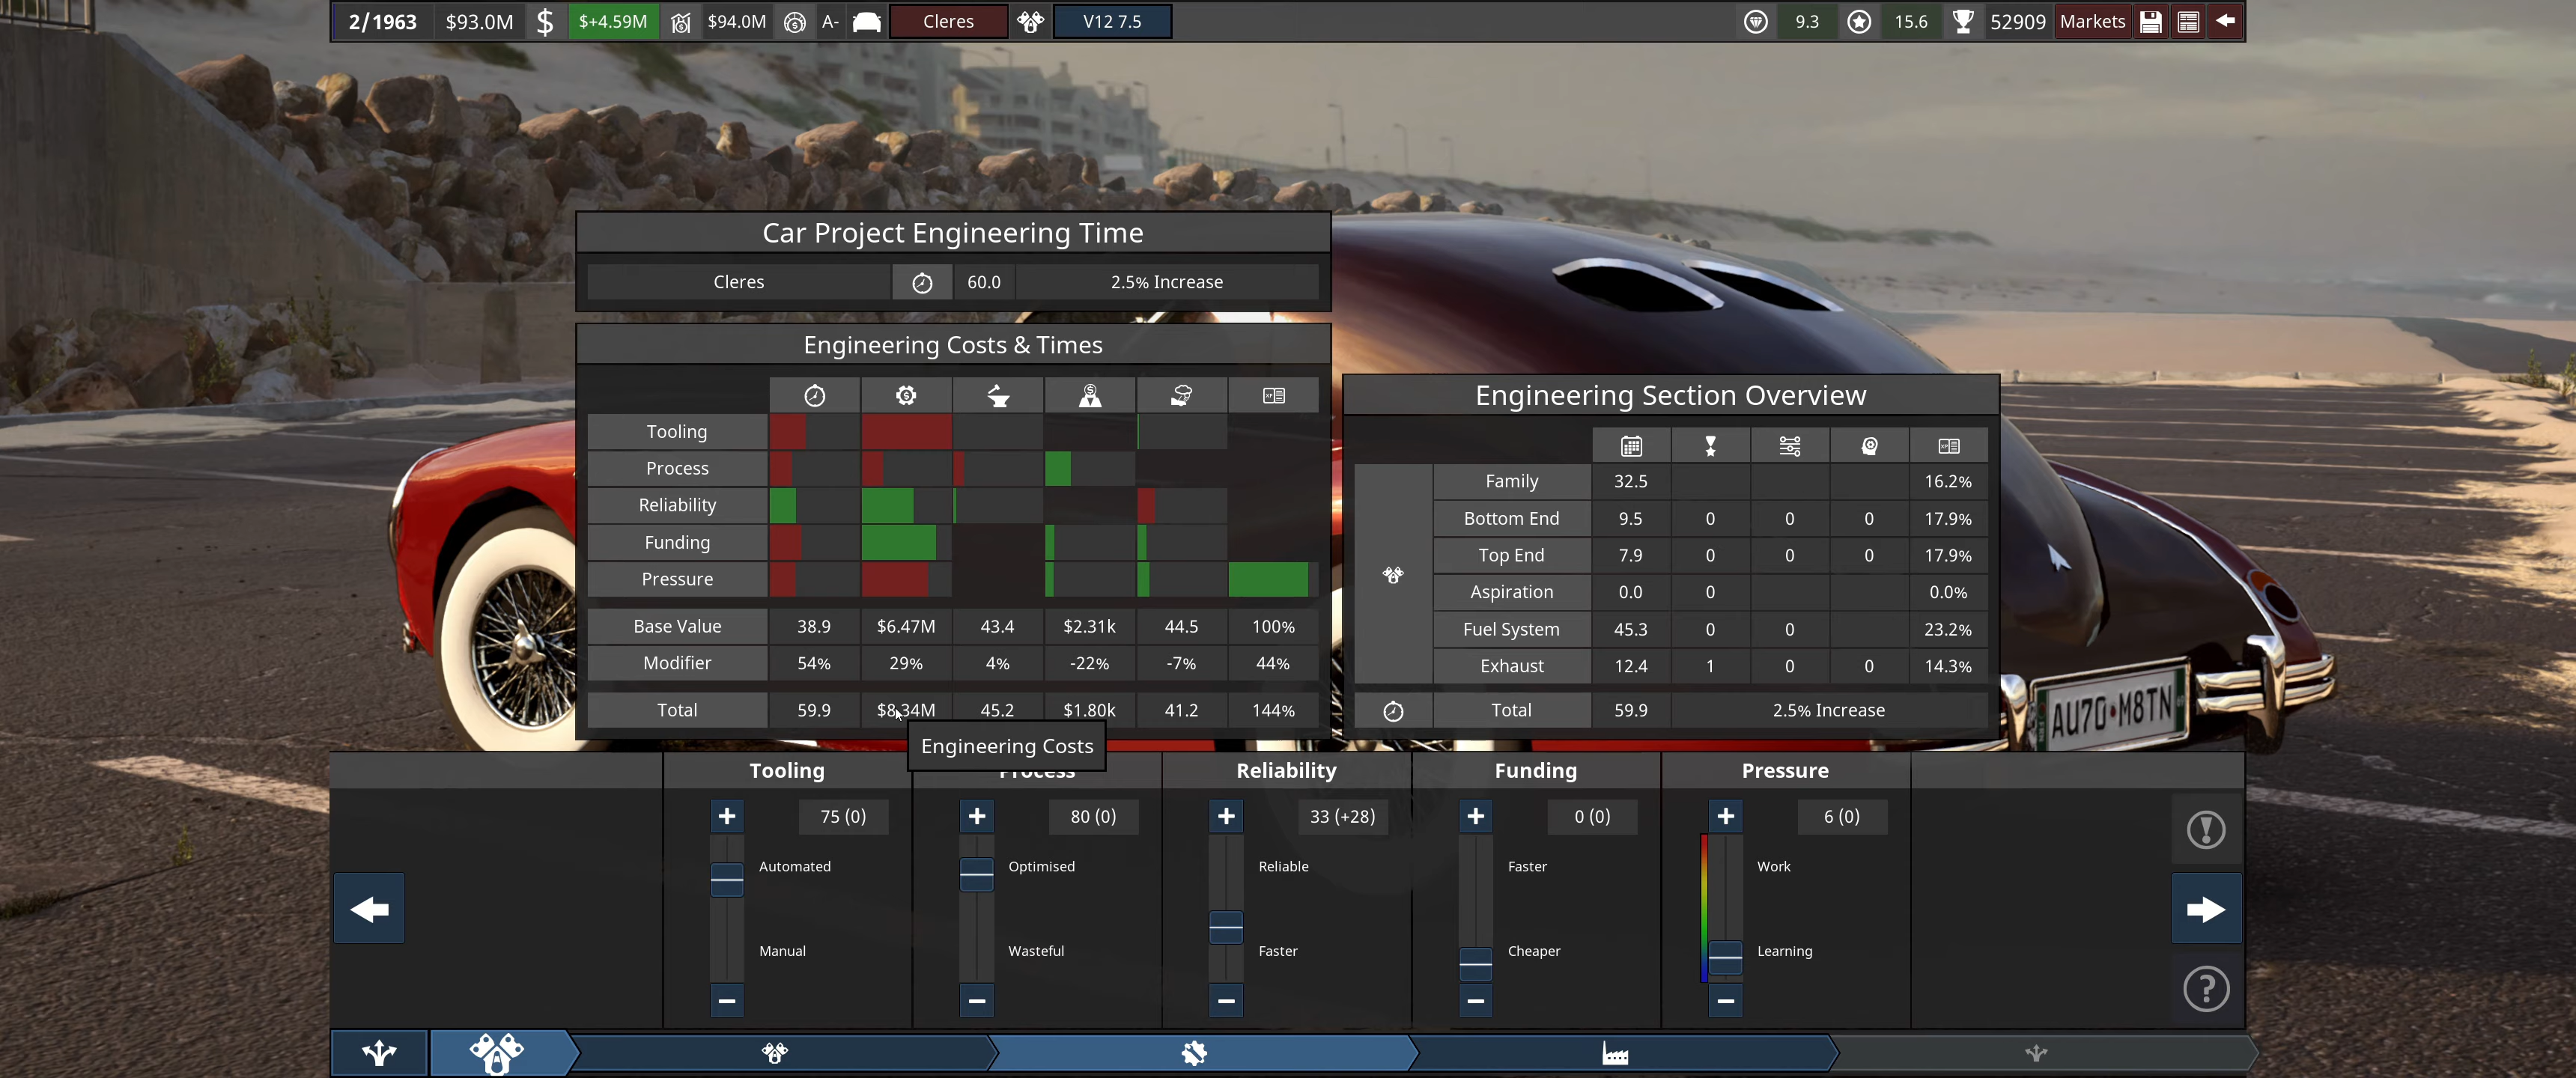 2/1963 $93.0M $+4.59M $94.0M A- Cleres V12 7.5 9.3 15.6 52909 Markets
Car Project Engineering Time
Cleres 60.0 2.5% Increase
Engineering Costs & Times
Tooling
Process
Reliability
Funding
Pressure
Base Value 38.9 $6.47M 43.4 $2.31k 44.5 100%
Modifier 54% 29% 4% -22% -7% 44%
Total 59.9 $8.34M 45.2 $1.80k 41.2 144%
Engineering Costs
Engineering Section Overview
Family 32.5 16.2%
Bottom End 9.5 0 0 0 17.9%
Top End 7.9 0 0 0 17.9%
Aspiration 0.0 0 0.0%
Fuel System 45.3 0 0 23.2%
Exhaust 12.4 1 0 0 14.3%
Total 59.9 2.5% Increase
AU70·M8TN
Tooling Process Reliability Funding Pressure
75 (0) 80 (0) 33 (+28) 0 (0) 6 (0)
Automated Optimised Reliable Faster Work
Manual Wasteful Faster Cheaper Learning